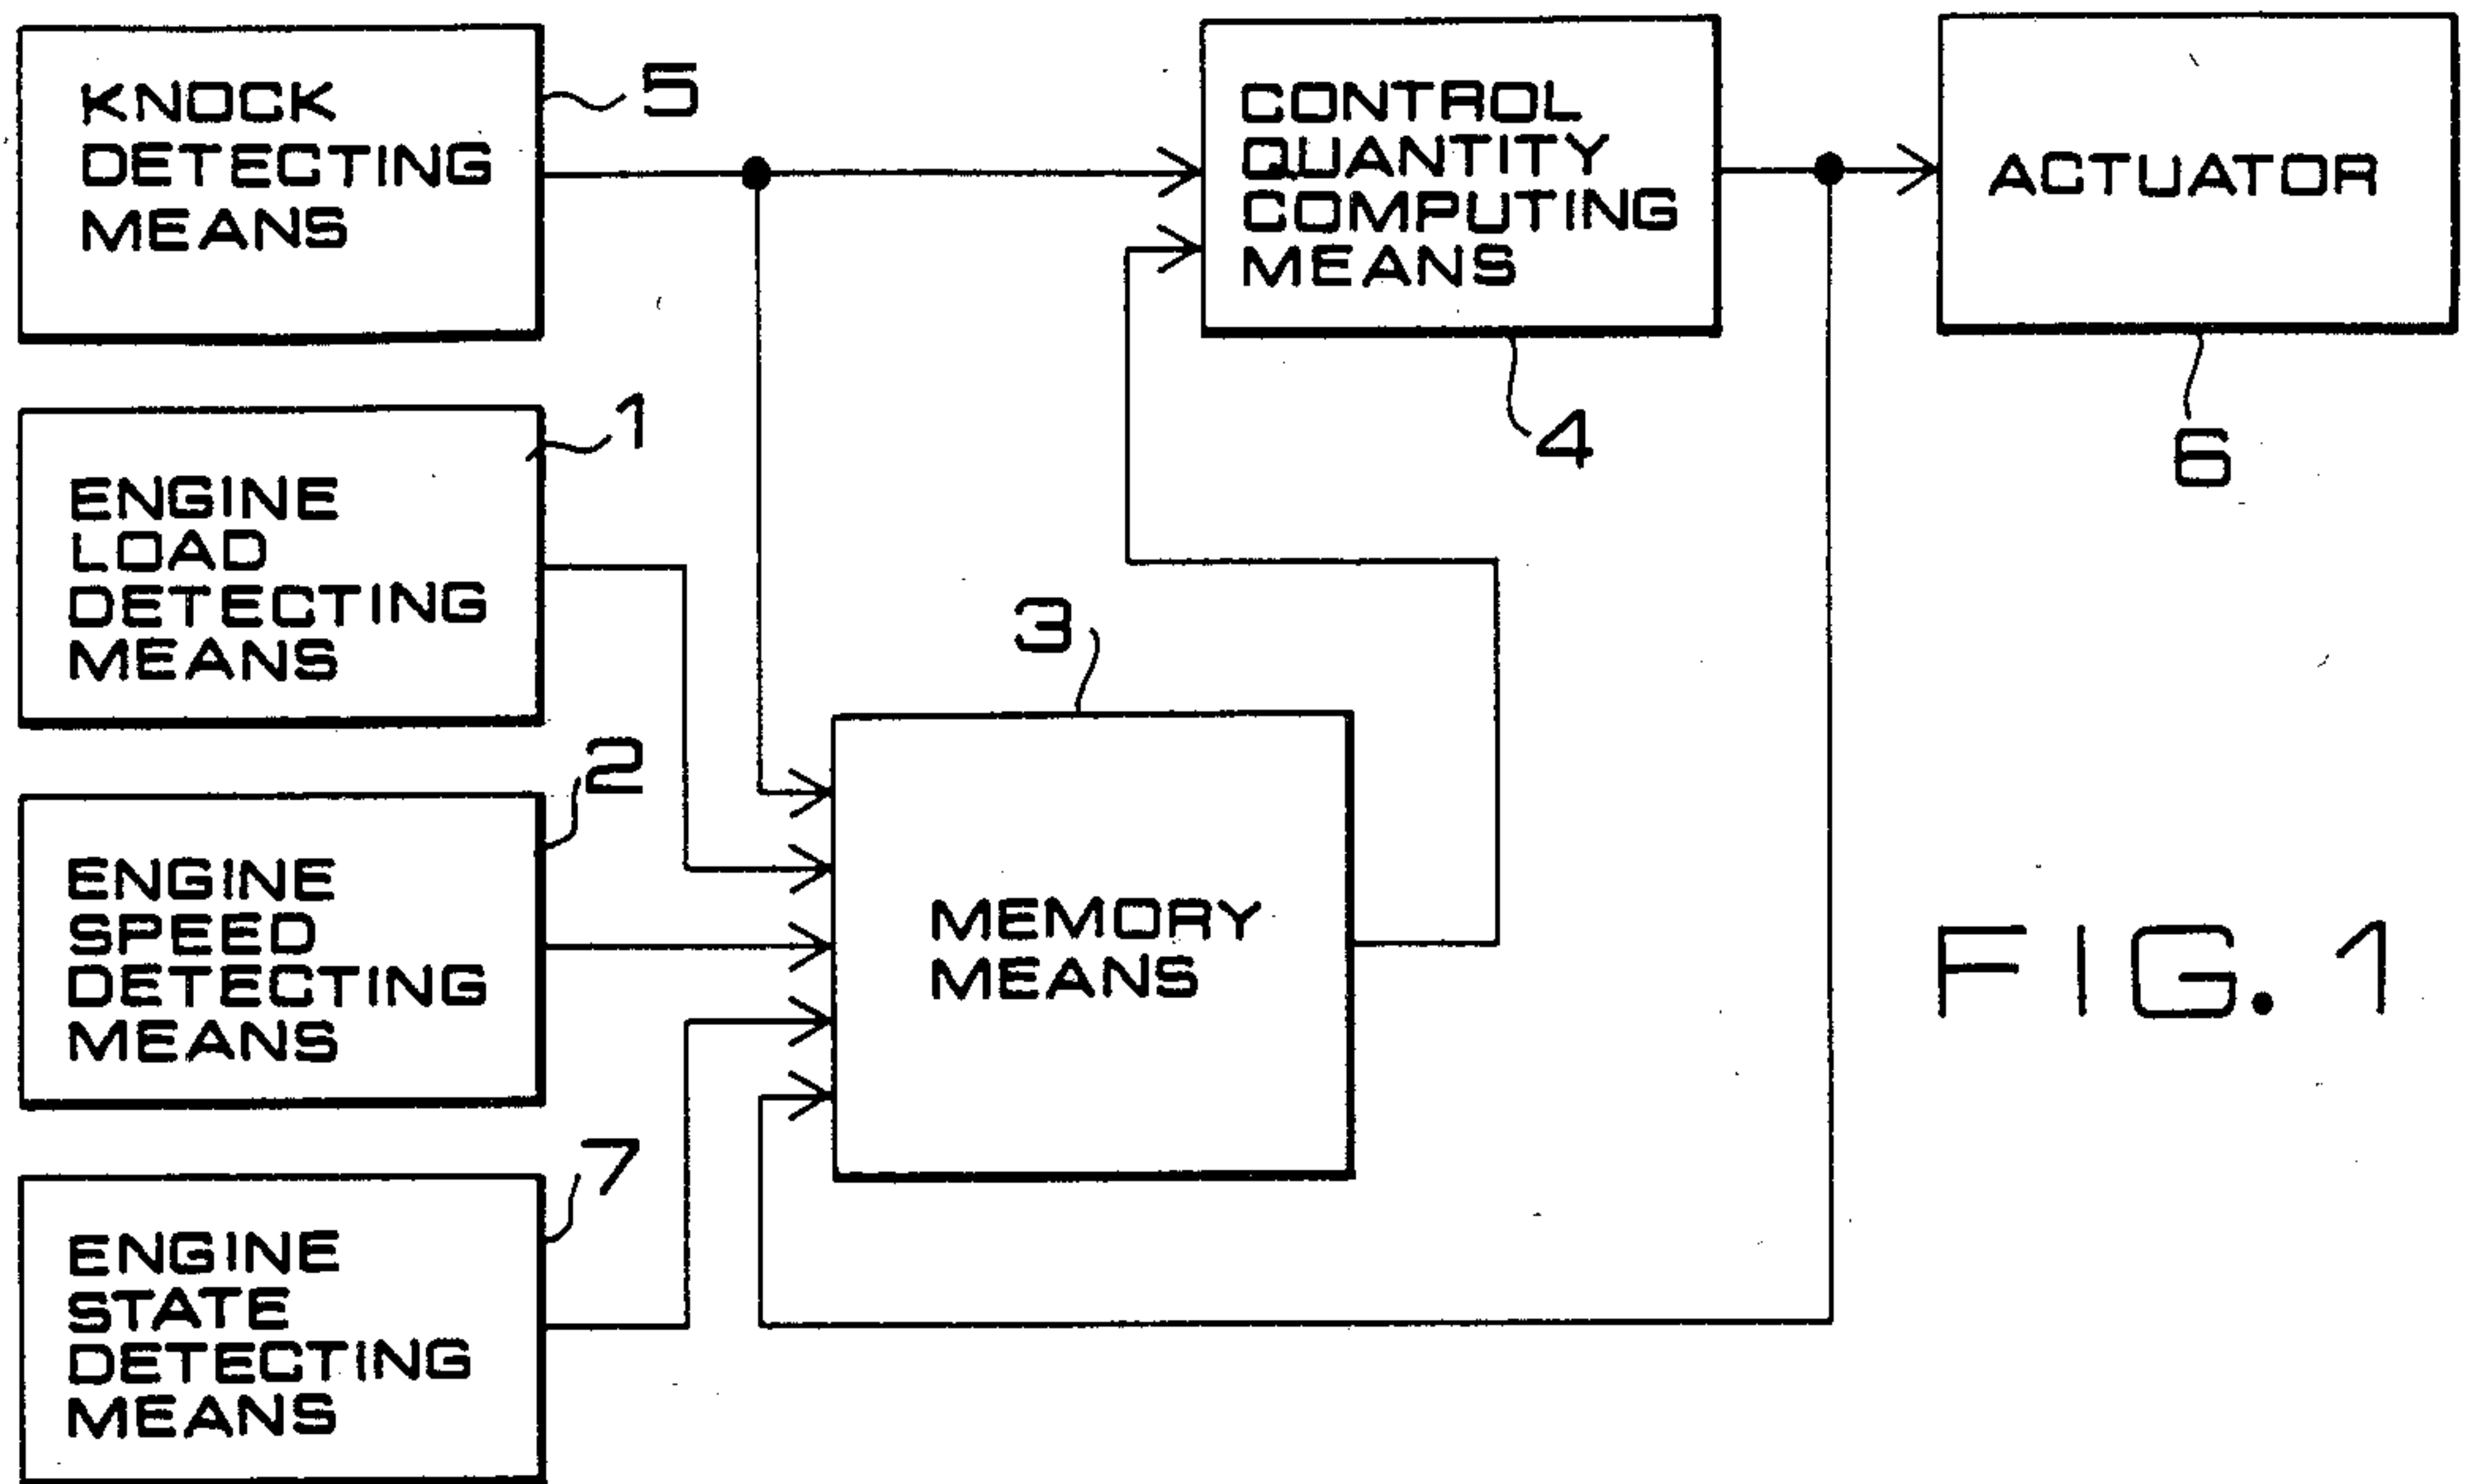 KNOCK
DETECTING
MEANS
5
CONTROL
QUANTITY
COMPUTING
MEANS
4
ACTUATOR
6
ENGINE
LOAD
DETECTING
MEANS
1
ENGINE
SPEED
DETECTING
MEANS
2
3
MEMORY
MEANS
ENGINE
STATE
DETECTING
MEANS
7
FIG. 1